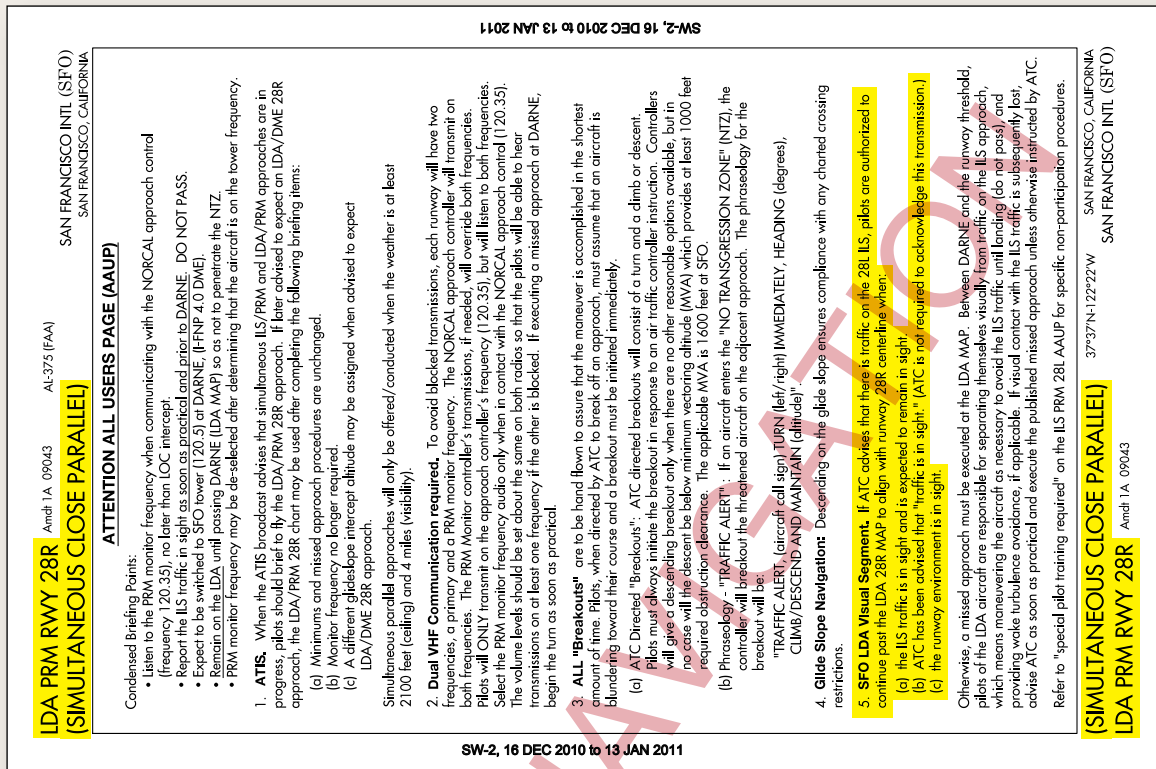 SW-2, 16 DEC 2010 to 13 JAN 2011
LDA PRM RWY 28R
(SIMULTANEOUS CLOSE PARALLEL)
Amdt 1A 09043
AL-375 (FAA)
SAN FRANCISCO INTL (SFO)
SAN FRANCISCO, CALIFORNIA
ATTENTION ALL USERS PAGE (AAUP)
Condensed Briefing Points:
• Listen to the PRM monitor frequency when communicating with the NORCAL approach control
(frequency 120.35), no later than LOC intercept.
• Report the ILS traffic in sight as soon as practical and prior to DARNE. DO NOT PASS.
• Expect to be switched to SFO tower (120.5) at DARNE, (I-FNP 4.0 DME).
• Remain on the LDA until passing DARNE (LDA MAP) so as not to penetrate the NTZ.
• PRM monitor frequency may be de-selected after determining that the aircraft is on the tower frequency.
1. ATIS. When the ATIS broadcast advises that simultaneous ILS/PRM and LDA/PRM approaches are in
progress, pilots should brief to fly the LDA/PRM 28R approach. If later advised to expect an LDA/DME 28R
approach, the LDA/PRM 28R chart may be used after completing the following briefing items:
(a) Minimums and missed approach procedures are unchanged.
(b) Monitor frequency no longer required.
(c) A different glideslope intercept altitude may be assigned when advised to expect
LDA/DME 28R approach.
Simultaneous parallel approaches will only be offered/conducted when the weather is at least
2100 feet (ceiling) and 4 miles (visibility).
2. Dual VHF Communication required. To avoid blocked transmissions, each runway will have two
frequencies, a primary and a PRM monitor frequency. The NORCAL approach controller will transmit on
both frequencies. The PRM Monitor controller's transmissions, if needed, will override both frequencies.
Pilots will ONLY transmit on the approach controller's frequency (120.35), but will listen to both frequencies.
Select the PRM monitor frequency audio only when in contact with the NORCAL approach control (120.35).
The volume levels should be set about the same on both radios so that the pilots will be able to hear
transmissions on at least one frequency if the other is blocked. If executing a missed approach at DARNE,
begin the turn as soon as practical.
3. ALL "Breakouts" are to be hand flown to assure that the maneuver is accomplished in the shortest
amount of time. Pilots, when directed by ATC to break off an approach, must assume that an aircraft is
blundering toward their course and a breakout must be initiated immediately.
(a) ATC Directed "Breakouts": ATC directed breakouts will consist of a turn and a climb or descent.
Pilots must always initiate the breakout in response to an air traffic controller instruction. Controllers
will give a descending breakout only when there are no other reasonable options available, but in
no case will the descent be below minimum vectoring altitude (MVA) which provides at least 1000 feet
required obstruction clearance. The applicable MVA is 1600 feet at SFO.
(b) Phraseology - "TRAFFIC ALERT" : If an aircraft enters the "NO TRANSGRESSION ZONE" (NTZ), the
controller will breakout the threatened aircraft on the adjacent approach. The phraseology for the
breakout will be:
"TRAFFIC ALERT, (aircraft call sign) TURN (left/right) IMMEDIATELY, HEADING (degrees),
CLIMB/DESCEND AND MAINTAIN (altitude)".
4. Glide Slope Navigation: Descending on the glide slope ensures compliance with any charted crossing
restrictions.
5. SFO LDA Visual Segment. If ATC advises that there is traffic on the 28L ILS, pilots are authorized to
continue past the LDA MAP to align with runway 28R centerline when:
(a) the ILS traffic is in sight and is expected to remain in sight,
(b) ATC has been advised that "traffic is in sight." (ATC is not required to acknowledge this transmission.)
(c) the runway environment is in sight.
Otherwise, a missed approach must be executed at the LDA MAP. Between DARNE and the runway threshold,
pilots of the LDA aircraft are responsible for separating themselves visually from traffic on the ILS approach,
which means maneuvering the aircraft as necessary to avoid the ILS traffic until landing (do not pass), and
providing wake turbulence avoidance, if applicable. If visual contact with the ILS traffic is subsequently lost,
advise ATC as soon as practical and execute the published missed approach unless otherwise instructed by ATC.
Refer to "special pilot training required" on the ILS PRM 28L AAUP for specific non-participation procedures.
(SIMULTANEOUS CLOSE PARALLEL)
LDA PRM RWY 28R
Amdt 1A 09043
37°37'N-122°22'W
SAN FRANCISCO, CALIFORNIA
SAN FRANCISCO INTL (SFO)
SW-2, 16 DEC 2010 to 13 JAN 2011
NAVIGATION